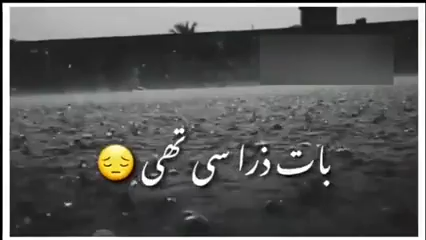 بات ذرا سی تھی 😔